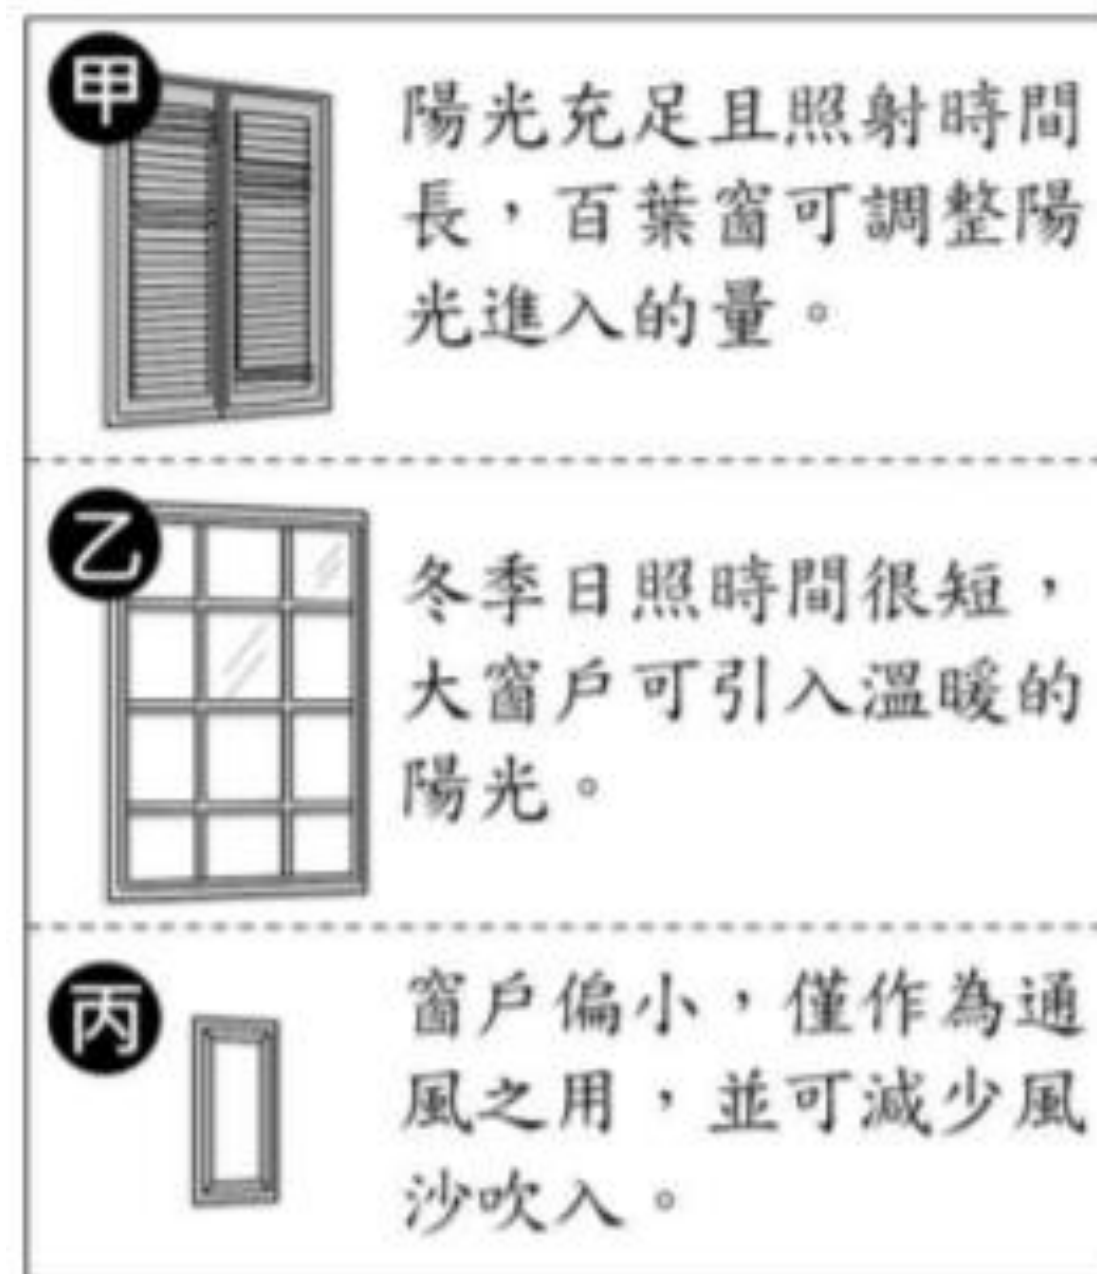 甲
陽光充足且照射時間
長，百葉窗可調整陽
光進入的量。
乙
冬季日照時間很短，
大窗戶可引入溫暖的
陽光。
丙
窗戶偏小，僅作為通
風之用，並可減少風
沙吹入。